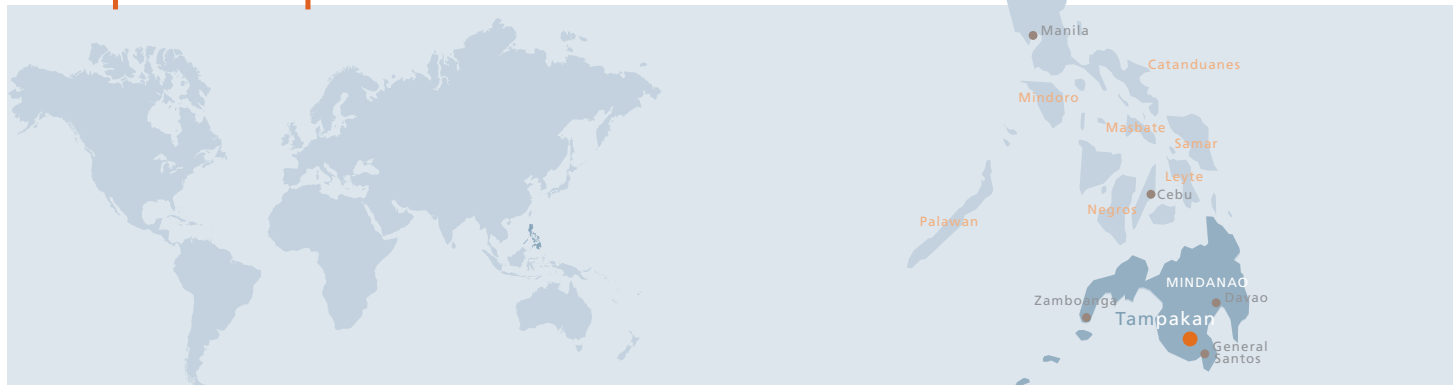 Manila
Catanduanes
Mindoro
Masbate
Samar
Leyte
Cebu
Negros
Palawan
MINDANAO
Davao
Zamboanga
Tampakan
General
Santos